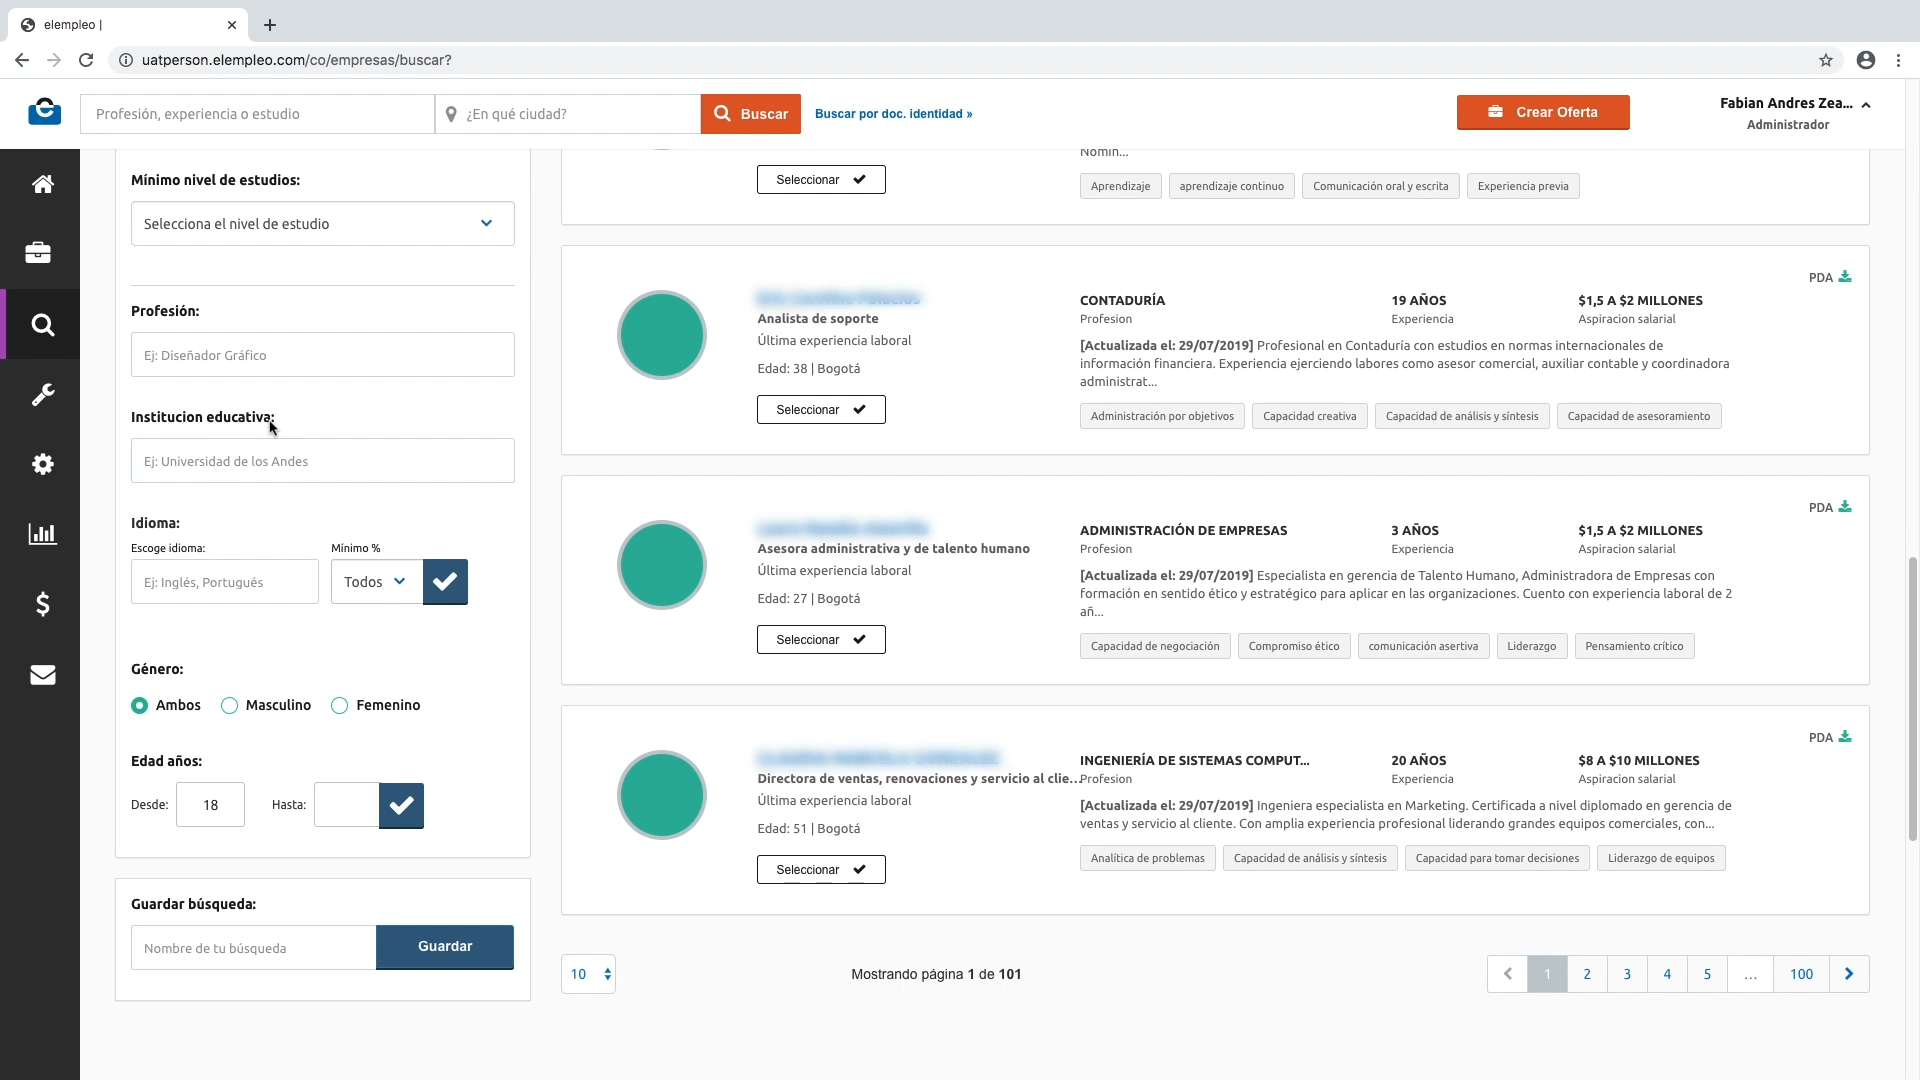 elempleo |
uatperson.elempleo.com/co/empresas/buscar?
Profesión, experiencia o estudio
¿En qué ciudad?
Buscar
Buscar por doc. identidad »
Crear Oferta
Fabian Andres Zea...
Administrador
Mínimo nivel de estudios:
Selecciona el nivel de estudio
Profesión:
Ej: Diseñador Gráfico
Institucion educativa:
Ej: Universidad de los Andes
Idioma:
Escoge idioma:
Mínimo %
Ej: Inglés, Portugués
Todos
Género:
Ambos
Masculino
Femenino
Edad años:
Desde:
18
Hasta:
Guardar búsqueda:
Nombre de tu búsqueda
Guardar
Nomin...
Seleccionar
Aprendizaje
aprendizaje continuo
Comunicación oral y escrita
Experiencia previa
PDA
Analista de soporte
Última experiencia laboral
Edad: 38 | Bogotá
Seleccionar
CONTADURÍA
Profesion
19 AÑOS
Experiencia
$1,5 A $2 MILLONES
Aspiracion salarial
[Actualizada el: 29/07/2019] Profesional en Contaduría con estudios en normas internacionales de
información financiera. Experiencia ejerciendo labores como asesor comercial, auxiliar contable y coordinadora
administrat...
Administración por objetivos
Capacidad creativa
Capacidad de análisis y síntesis
Capacidad de asesoramiento
PDA
Asesora administrativa y de talento humano
Última experiencia laboral
Edad: 27 | Bogotá
Seleccionar
ADMINISTRACIÓN DE EMPRESAS
Profesion
3 AÑOS
Experiencia
$1,5 A $2 MILLONES
Aspiracion salarial
[Actualizada el: 29/07/2019] Especialista en gerencia de Talento Humano, Administradora de Empresas con
formación en sentido ético y estratégico para aplicar en las organizaciones. Cuento con experiencia laboral de 2
añ...
Capacidad de negociación
Compromiso ético
comunicación asertiva
Liderazgo
Pensamiento crítico
PDA
Directora de ventas, renovaciones y servicio al clie...
Última experiencia laboral
Edad: 51 | Bogotá
Seleccionar
INGENIERÍA DE SISTEMAS COMPUT...
Profesion
20 AÑOS
Experiencia
$8 A $10 MILLONES
Aspiracion salarial
[Actualizada el: 29/07/2019] Ingeniera especialista en Marketing. Certificada a nivel diplomado en gerencia de
ventas y servicio al cliente. Con amplia experiencia profesional liderando grandes equipos comerciales, con...
Analítica de problemas
Capacidad de análisis y síntesis
Capacidad para tomar decisiones
Liderazgo de equipos
10
Mostrando página 1 de 101
1
2
3
4
5
...
100